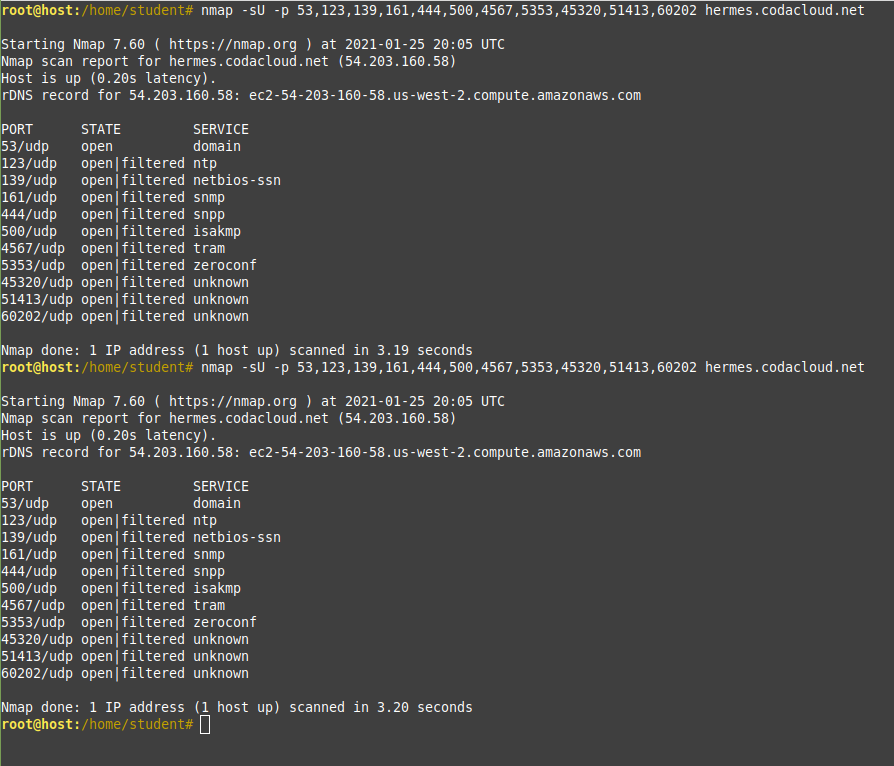 root@host:/home/student# nmap -sU -p 53,123,139,161,444,500,4567,5353,45320,51413,60202 hermes.codacloud.net
Starting Nmap 7.60 ( https://nmap.org ) at 2021-01-25 20:05 UTC
Nmap scan report for hermes.codacloud.net (54.203.160.58)
Host is up (0.20s latency).
rDNS record for 54.203.160.58: ec2-54-203-160-58.us-west-2.compute.amazonaws.com
PORT      STATE         SERVICE
53/udp    open          domain
123/udp   open|filtered ntp
139/udp   open|filtered netbios-ssn
161/udp   open|filtered snmp
444/udp   open|filtered snpp
500/udp   open|filtered isakmp
4567/udp  open|filtered tram
5353/udp  open|filtered zeroconf
45320/udp open|filtered unknown
51413/udp open|filtered unknown
60202/udp open|filtered unknown
Nmap done: 1 IP address (1 host up) scanned in 3.19 seconds
root@host:/home/student# nmap -sU -p 53,123,139,161,444,500,4567,5353,45320,51413,60202 hermes.codacloud.net
Starting Nmap 7.60 ( https://nmap.org ) at 2021-01-25 20:05 UTC
Nmap scan report for hermes.codacloud.net (54.203.160.58)
Host is up (0.20s latency).
rDNS record for 54.203.160.58: ec2-54-203-160-58.us-west-2.compute.amazonaws.com
PORT      STATE         SERVICE
53/udp    open          domain
123/udp   open|filtered ntp
139/udp   open|filtered netbios-ssn
161/udp   open|filtered snmp
444/udp   open|filtered snpp
500/udp   open|filtered isakmp
4567/udp  open|filtered tram
5353/udp  open|filtered zeroconf
45320/udp open|filtered unknown
51413/udp open|filtered unknown
60202/udp open|filtered unknown
Nmap done: 1 IP address (1 host up) scanned in 3.20 seconds
root@host:/home/student#